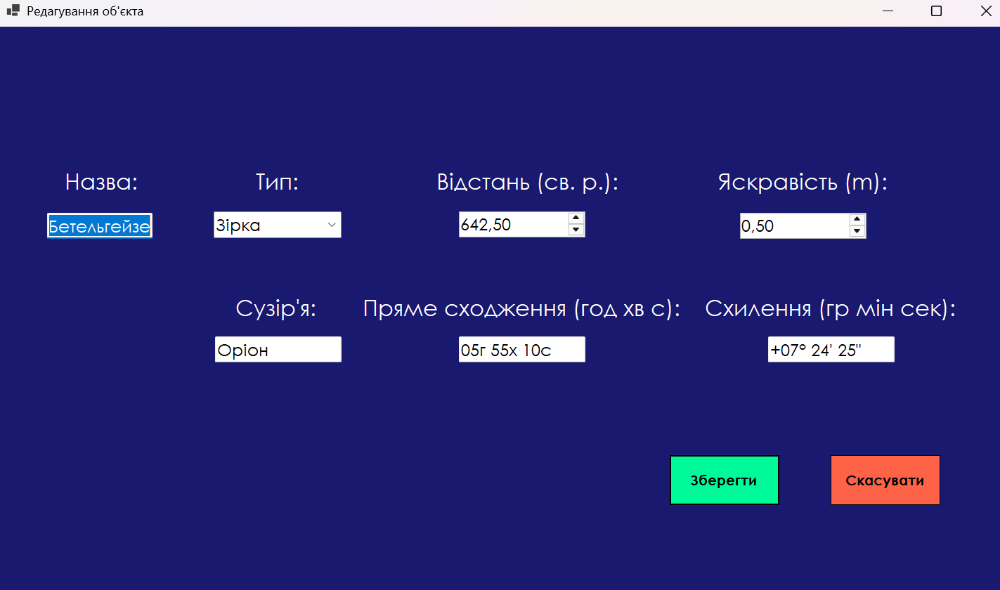 Редагування об'єкта
Назва:
Тип:
Відстань (св. р.):
Яскравість (m):
Бетельгейзе
Зірка
642,50
0,50
Сузір'я:
Пряме сходження (год хв с):
Схилення (гр мін сек):
Оріон
05г 55х 10с
+07° 24' 25"
Зберегти
Скасувати